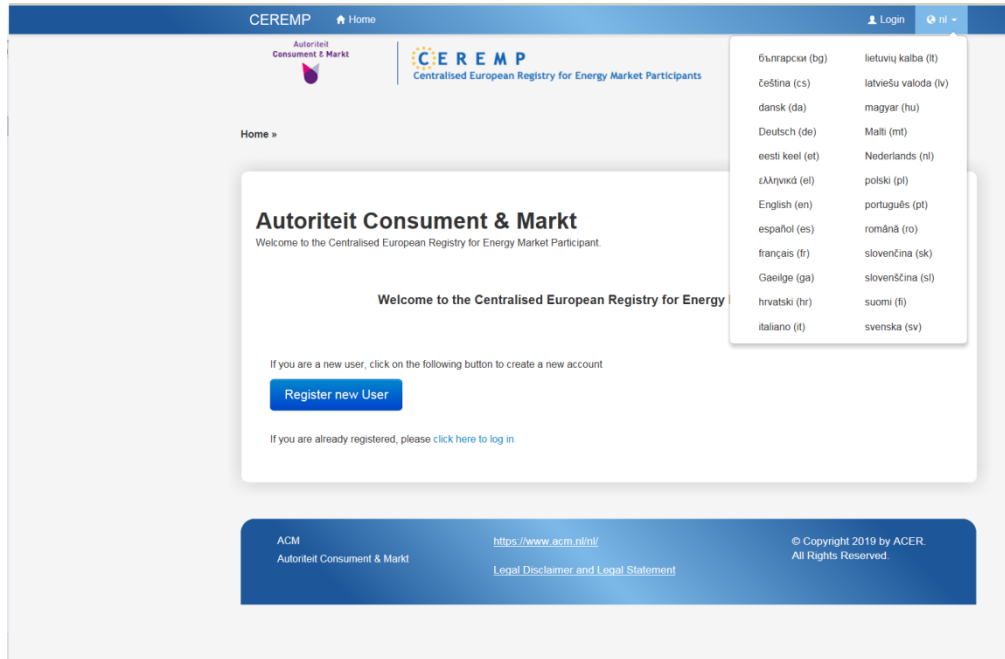 CEREMP Home Login nl
Autoriteit
Consument & Markt
CEREMP
Centralised European Registry for Energy Market Participants
български (bg) lietuvių kalba (lt)
čeština (cs) latviešu valoda (lv)
dansk (da) magyar (hu)
Deutsch (de) Malti (mt)
eesti keel (et) Nederlands (nl)
ελληνικά (el) polski (pl)
English (en) português (pt)
español (es) română (ro)
français (fr) slovenčina (sk)
Gaeilge (ga) slovenščina (sl)
hrvatski (hr) suomi (fi)
italiano (it) svenska (sv)
Home »
Autoriteit Consument & Markt
Welcome to the Centralised European Registry for Energy Market Participant.
Welcome to the Centralised European Registry for Energy
If you are a new user, click on the following button to create a new account
Register new User
If you are already registered, please click here to log in
ACM
Autoriteit Consument & Markt
https://www.acm.nl/nl/
Legal Disclaimer and Legal Statement
© Copyright 2019 by ACER.
All Rights Reserved.